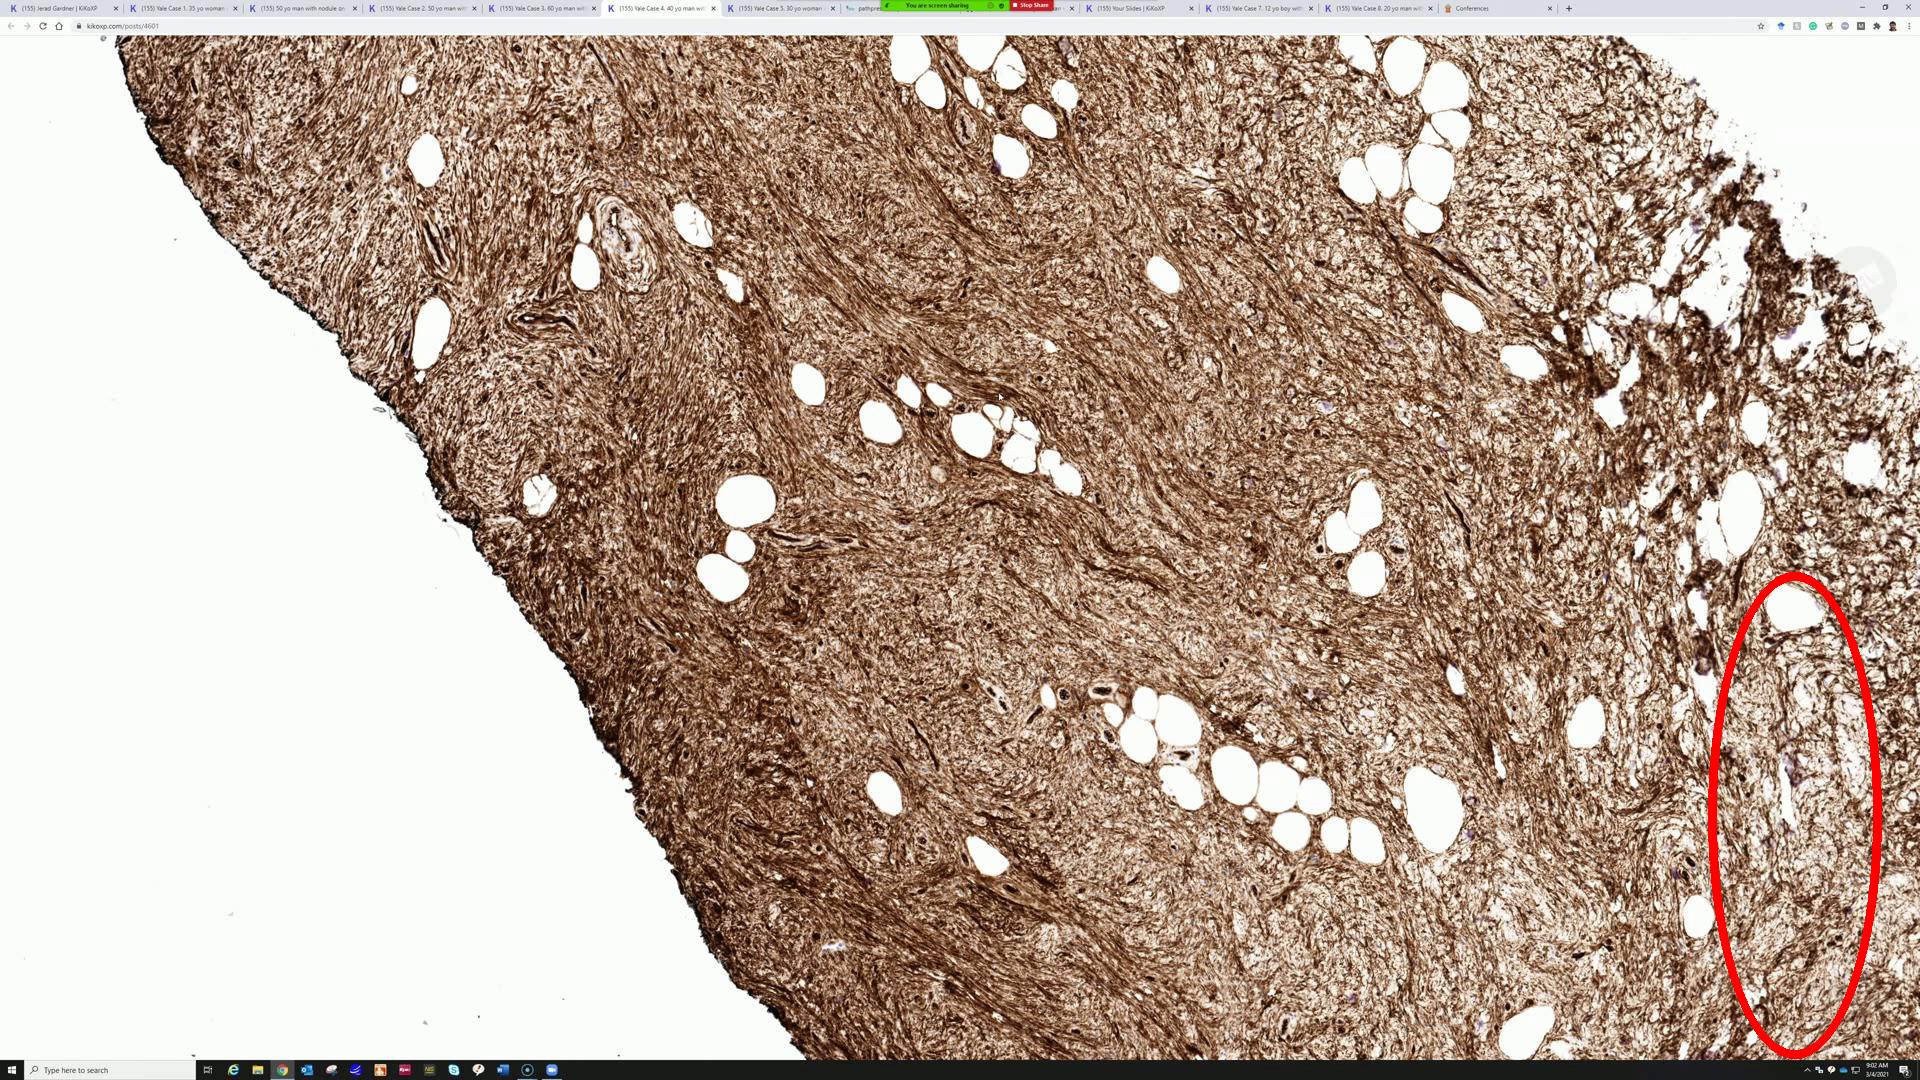 (155) Jerad Gardner | KiKoXP
(155) Yale Case 1. 35 yo woman
(155) 50 yo man with nodule on
(155) Yale Case 2. 50 yo man wit
(155) Yale Case 3. 60 yo man wit
(155) Yale Case 4. 40 yo man wit
(155) Yale Case 5. 30 yo woman
pathpres
You are screen sharing
Stop Share
(155) Your Slides | KiKoXP
(155) Yale Case 7. 12 yo boy with
(155) Yale Case 8. 20 yo man wit
Conferences
kikoxp.com/posts/4601
Type here to search
9:02 AM
3/4/2021